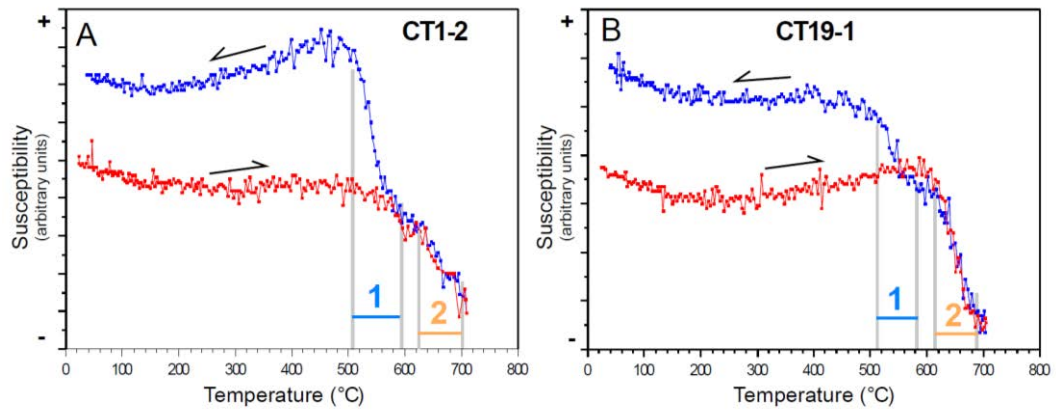 A
CT1-2
+
-
Susceptibility
(arbitrary units)
1
2
0 100 200 300 400 500 600 700 800
Temperature (°C)
B
CT19-1
+
-
Susceptibility
(arbitrary units)
1
2
0 100 200 300 400 500 600 700 800
Temperature (°C)